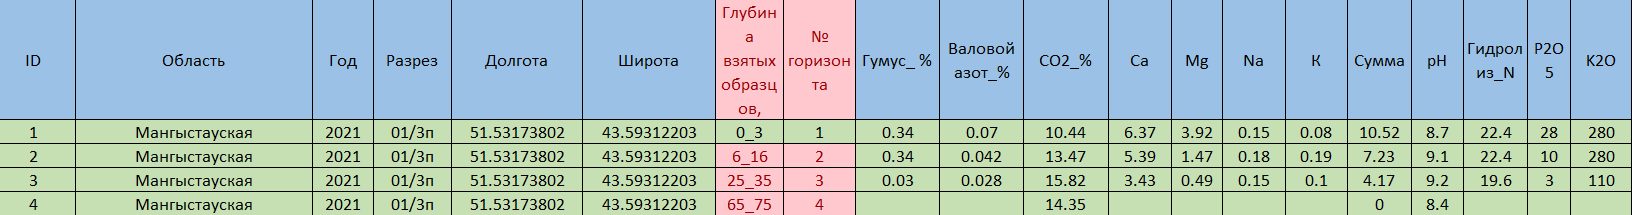 ID Область Год Разрез Долгота Широта Глубина взятых образцов, № горизонта Гумус_ % Валовой азот_% CO2_% Ca Mg Na К Сумма pH Гидролиз_N P2O5 K2O
1 Мангыстауская 2021 01/Зп 51.53173802 43.59312203 0_3 1 0.34 0.07 10.44 6.37 3.92 0.15 0.08 10.52 8.7 22.4 28 280
2 Мангыстауская 2021 01/Зп 51.53173802 43.59312203 6_16 2 0.34 0.042 13.47 5.39 1.47 0.18 0.19 7.23 9.1 22.4 10 280
3 Мангыстауская 2021 01/Зп 51.53173802 43.59312203 25_35 3 0.03 0.028 15.82 3.43 0.49 0.15 0.1 4.17 9.2 19.6 3 110
4 Мангыстауская 2021 01/Зп 51.53173802 43.59312203 65_75 4 14.35 0 8.4